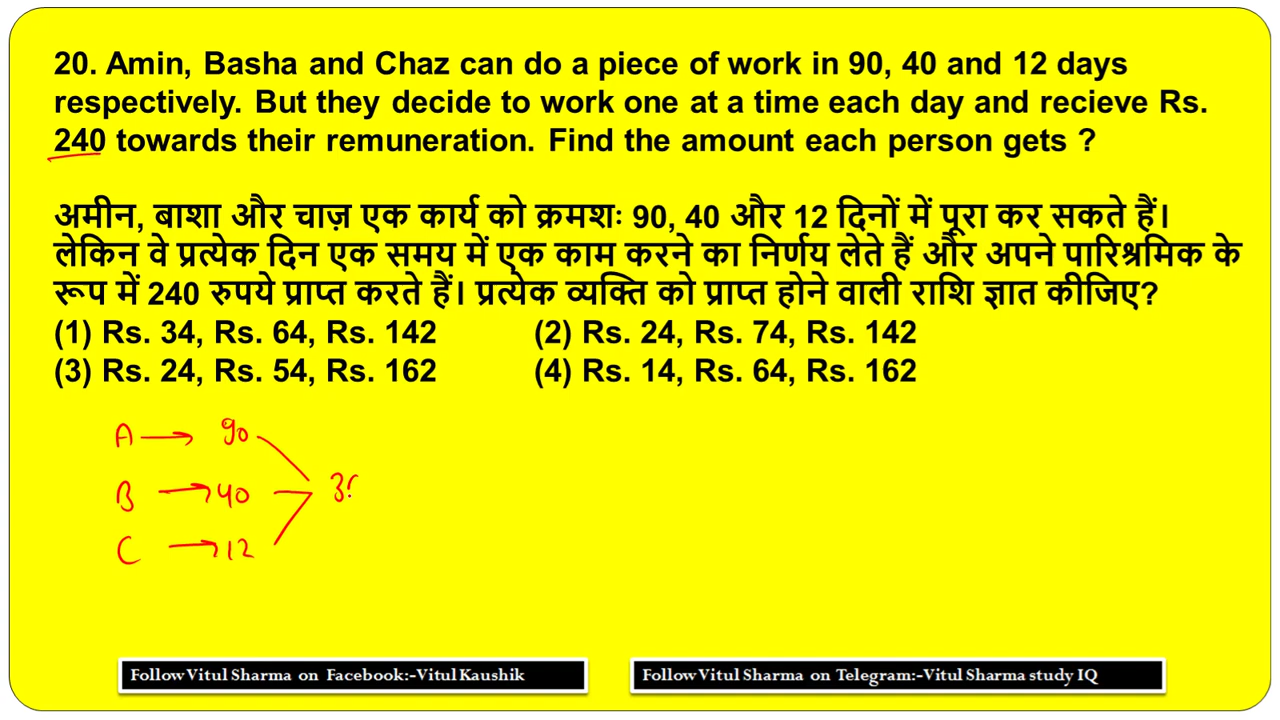 20. Amin, Basha and Chaz can do a piece of work in 90, 40 and 12 days
respectively. But they decide to work one at a time each day and recieve Rs.
240 towards their remuneration. Find the amount each person gets ?
अमीन, बाशा और चाज़ एक कार्य को क्रमशः 90, 40 और 12 दिनों में पूरा कर सकते हैं।
लेकिन वे प्रत्येक दिन एक समय में एक काम करने का निर्णय लेते हैं और अपने पारिश्रमिक के
रूप में 240 रुपये प्राप्त करते हैं। प्रत्येक व्यक्ति को प्राप्त होने वाली राशि ज्ञात कीजिए?
(1) Rs. 34, Rs. 64, Rs. 142 (2) Rs. 24, Rs. 74, Rs. 142
(3) Rs. 24, Rs. 54, Rs. 162 (4) Rs. 14, Rs. 64, Rs. 162
A → 90
B → 40
C → 12
Follow Vitul Sharma on Facebook:-Vitul Kaushik
Follow Vitul Sharma on Telegram:-Vitul Sharma study IQ